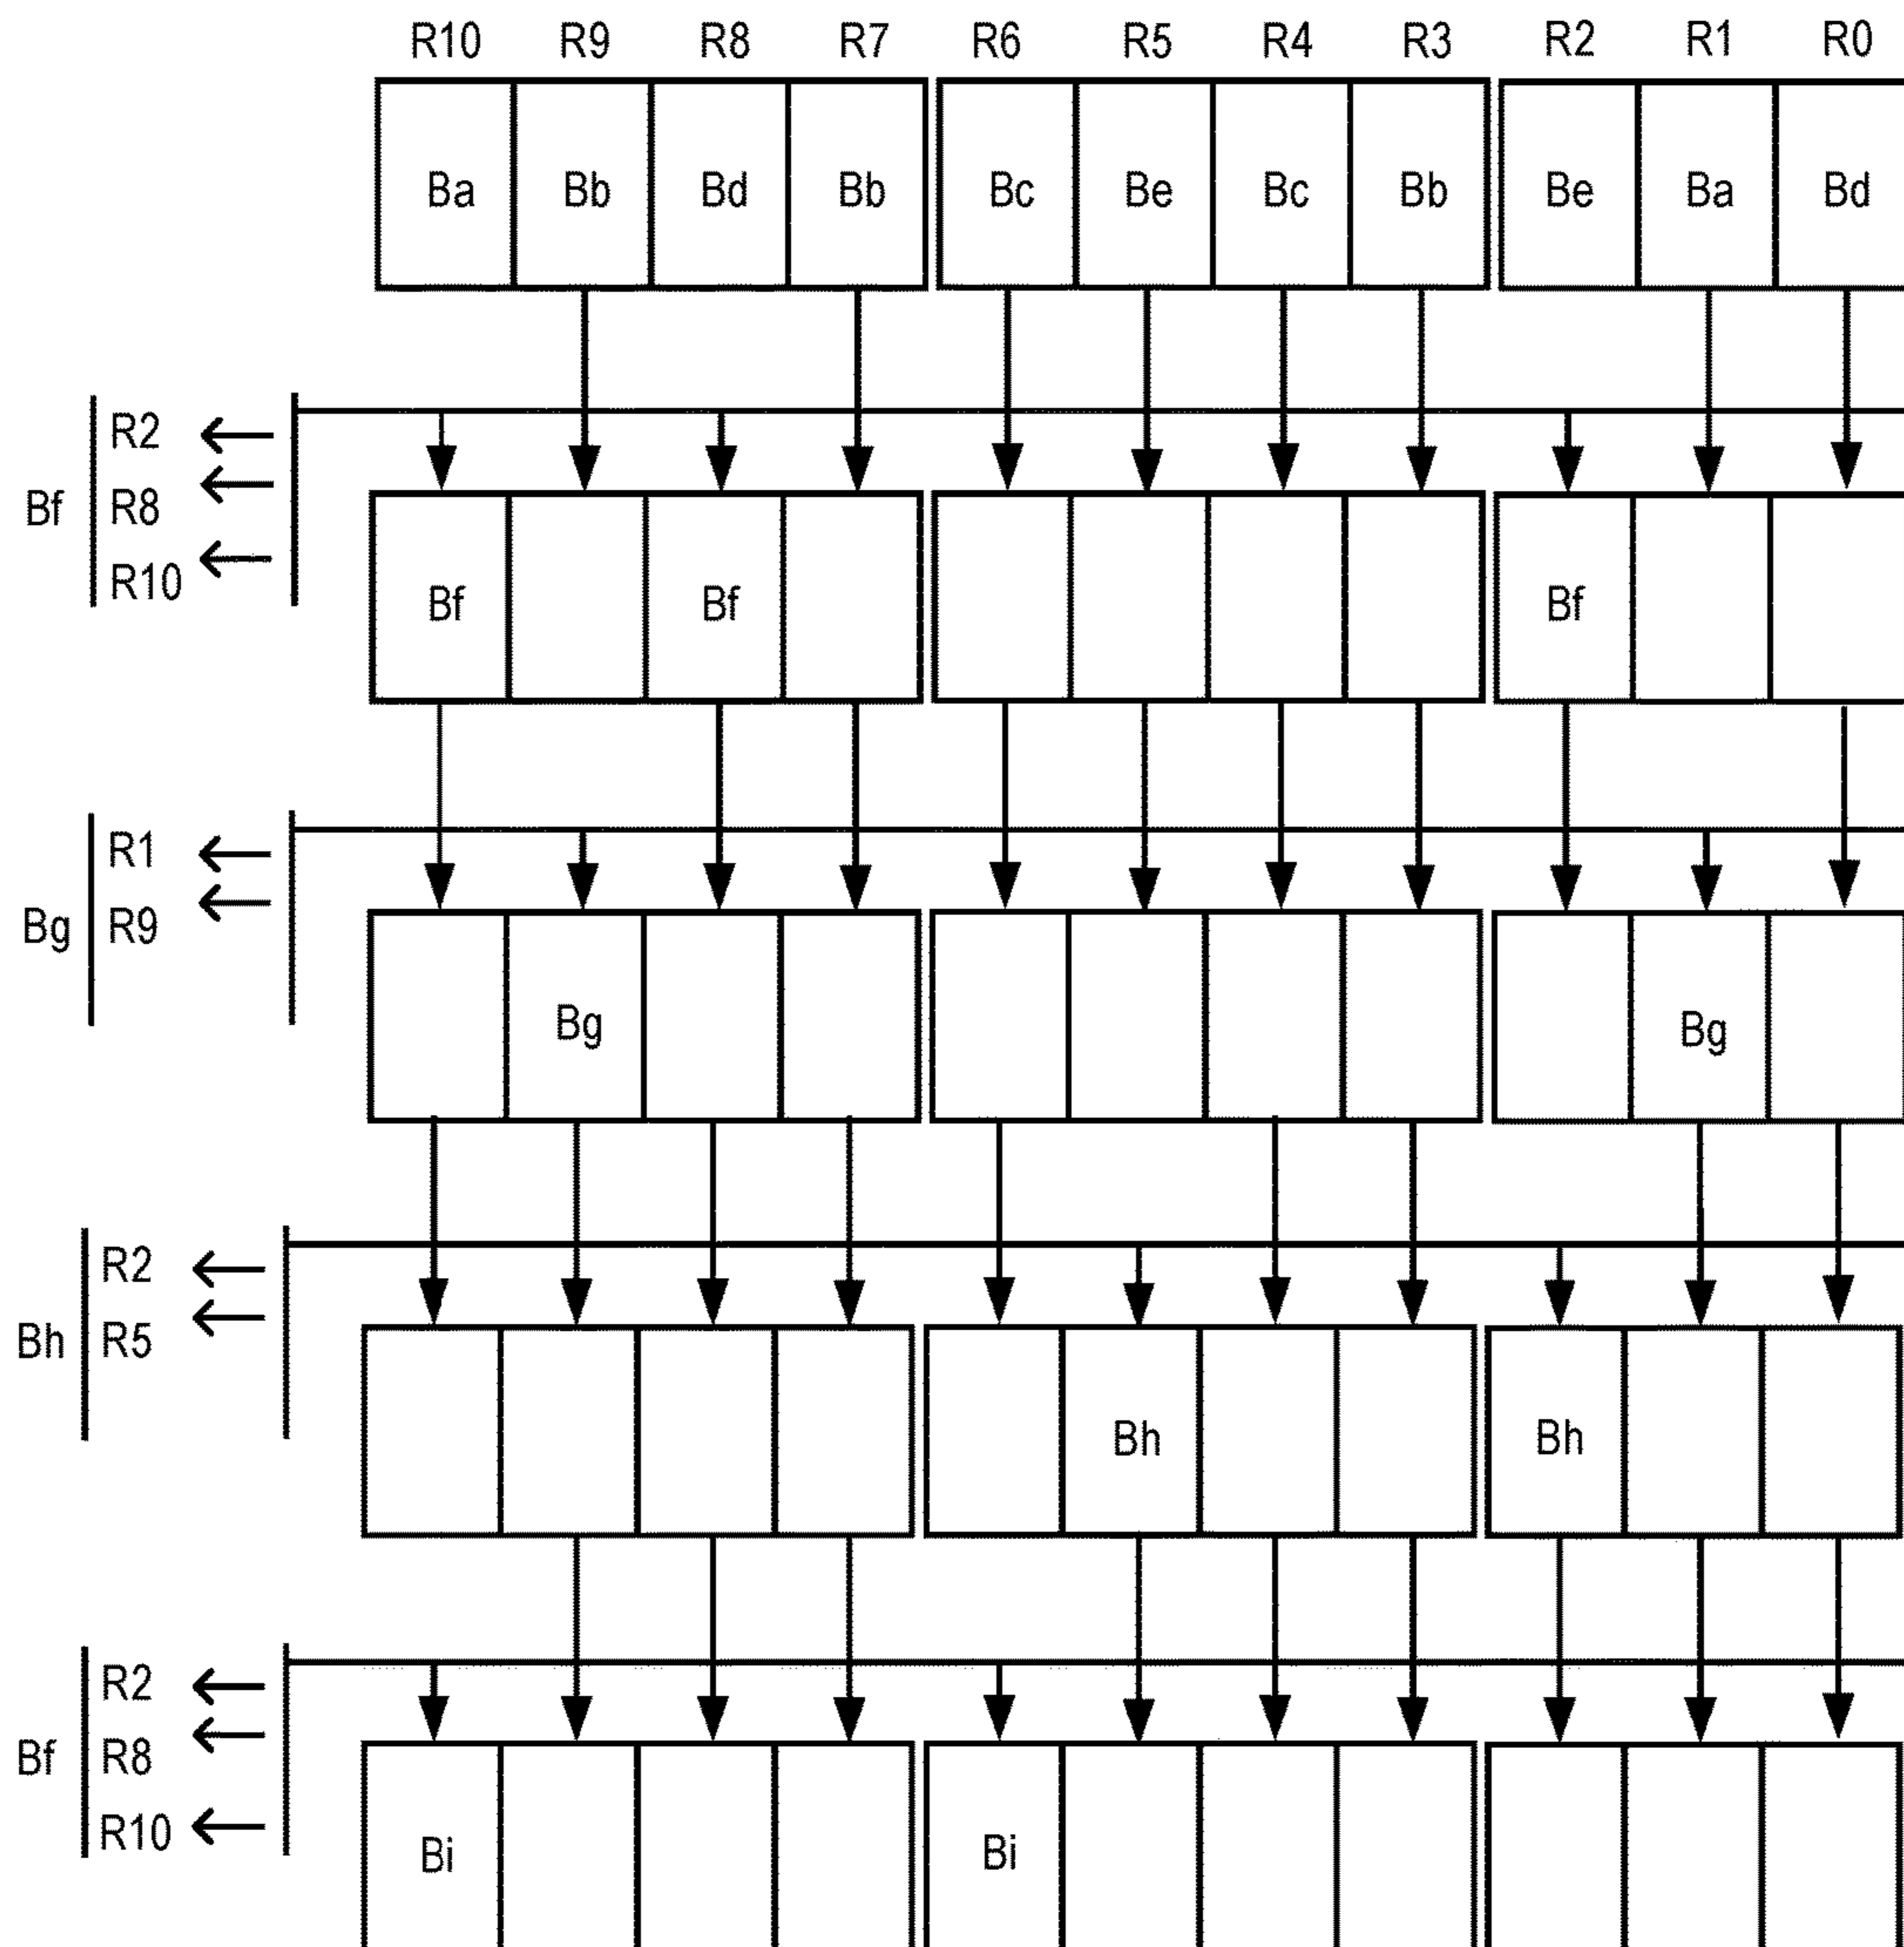 R10 R9 R8 R7 R6 R5 R4 R3 R2 R1 R0
Ba Bb Bd Bb Bc Be Bc Bb Be Ba Bd
R2
Bf R8
R10
Bf Bf Bf
R1
Bg R9
Bg Bg
R2
Bh R5
Bh Bh
R2
Bf R8
R10
Bi Bi